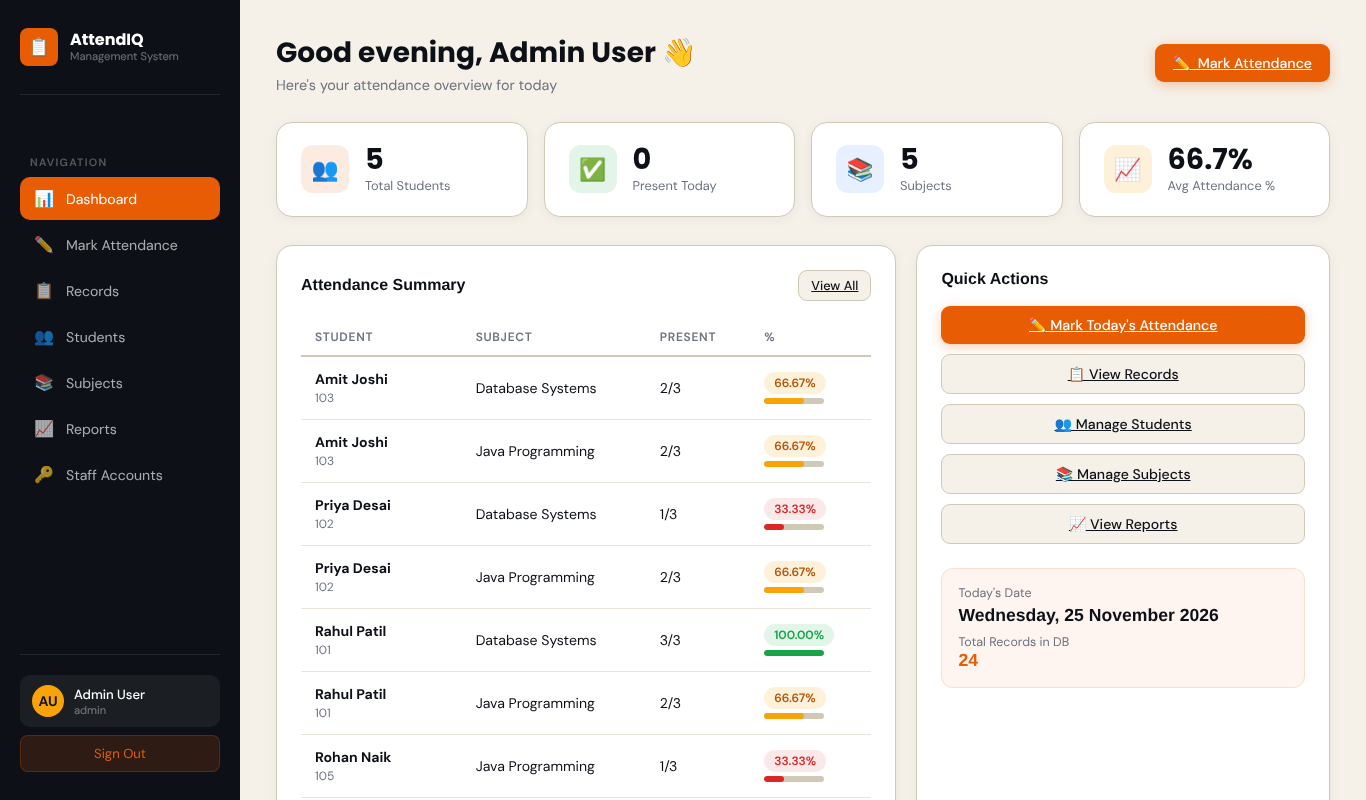 AttendIQ
Management System
NAVIGATION
Dashboard
Mark Attendance
Records
Students
Subjects
Reports
Staff Accounts
AU
Admin User
admin
Sign Out
Good evening, Admin User 👋
Here's your attendance overview for today
✏️ Mark Attendance
5
Total Students
0
Present Today
5
Subjects
66.7%
Avg Attendance %
Attendance Summary
View All
STUDENT SUBJECT PRESENT %
Amit Joshi
103
Database Systems 2/3 66.67%
Amit Joshi
103
Java Programming 2/3 66.67%
Priya Desai
102
Database Systems 1/3 33.33%
Priya Desai
102
Java Programming 2/3 66.67%
Rahul Patil
101
Database Systems 3/3 100.00%
Rahul Patil
101
Java Programming 2/3 66.67%
Rohan Naik
105
Java Programming 1/3 33.33%
Quick Actions
✏️ Mark Today's Attendance
📋 View Records
👥 Manage Students
📚 Manage Subjects
📈 View Reports
Today's Date
Wednesday, 25 November 2026
Total Records in DB
24